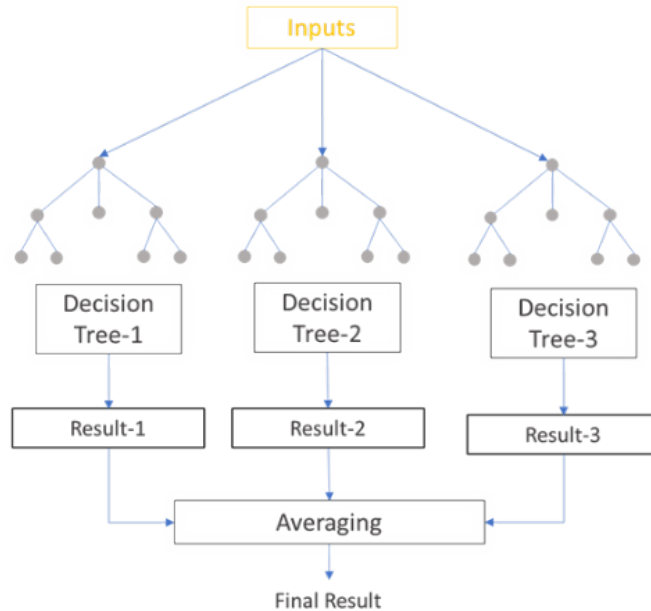 Inputs
Decision
Tree-1
Decision
Tree-2
Decision
Tree-3
Result-1
Result-2
Result-3
Averaging
Final Result